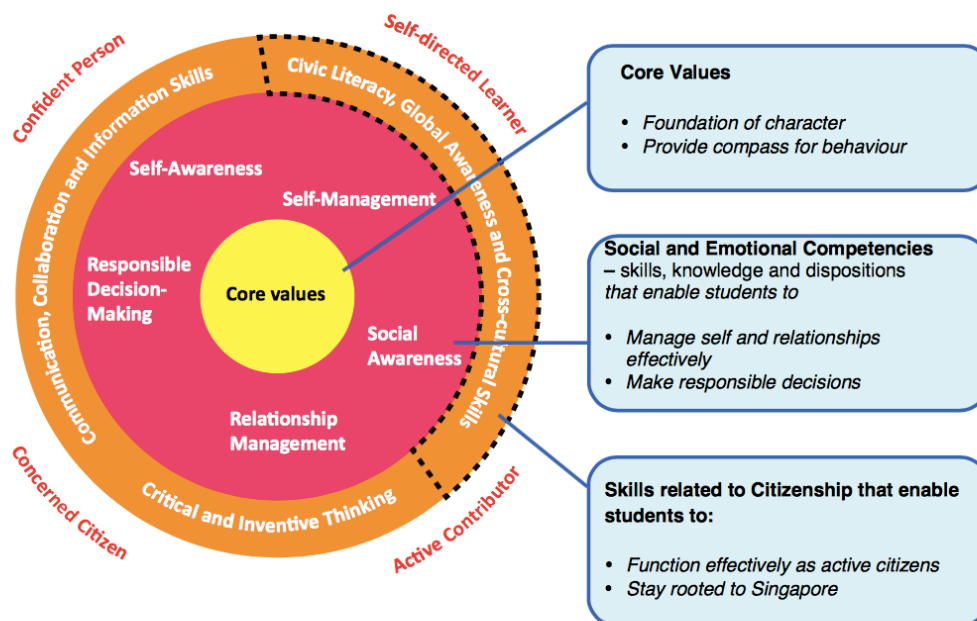 Confident Person
Self-directed Learner
Communication, Collaboration and Information Skills
Civic Literacy, Global Awareness and Cross-cultural Skills
Self-Awareness
Self-Management
Responsible
Decision-
Making
Core values
Social
Awareness
Relationship
Management
Critical and Inventive Thinking
Concerned Citizen
Active Contributor
Core Values
• Foundation of character
• Provide compass for behaviour
Social and Emotional Competencies
– skills, knowledge and dispositions
that enable students to
• Manage self and relationships
effectively
• Make responsible decisions
Skills related to Citizenship that enable
students to:
• Function effectively as active citizens
• Stay rooted to Singapore